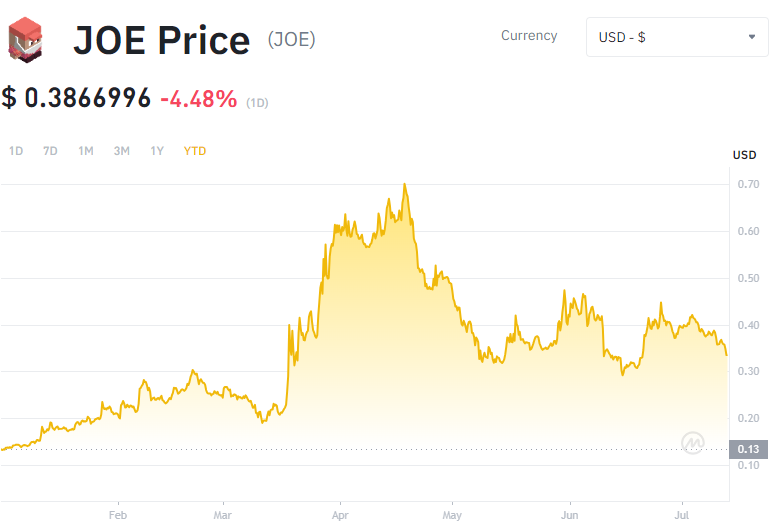 JOE Price (JOE)
Currency
USD - $
$ 0.3866996 -4.48% (1D)
1D 7D 1M 3M 1Y YTD
USD
0.70
0.60
0.50
0.40
0.30
0.20
0.13
0.10
Feb Mar Apr May Jun Jul